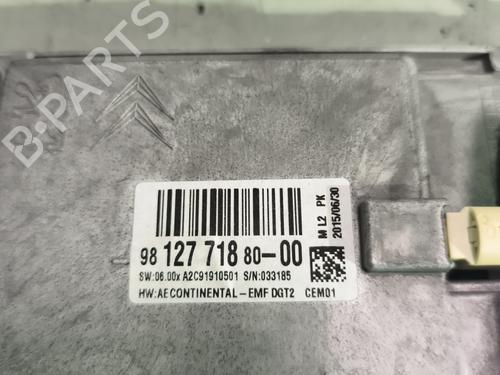 B-PARTS
98 127 718 80-00
SW:06.00x A2C91910501 S/N:033185
HW:AE CONTINENTAL-EMF DGT2 CEM01
M L2 PK
2015/06/30